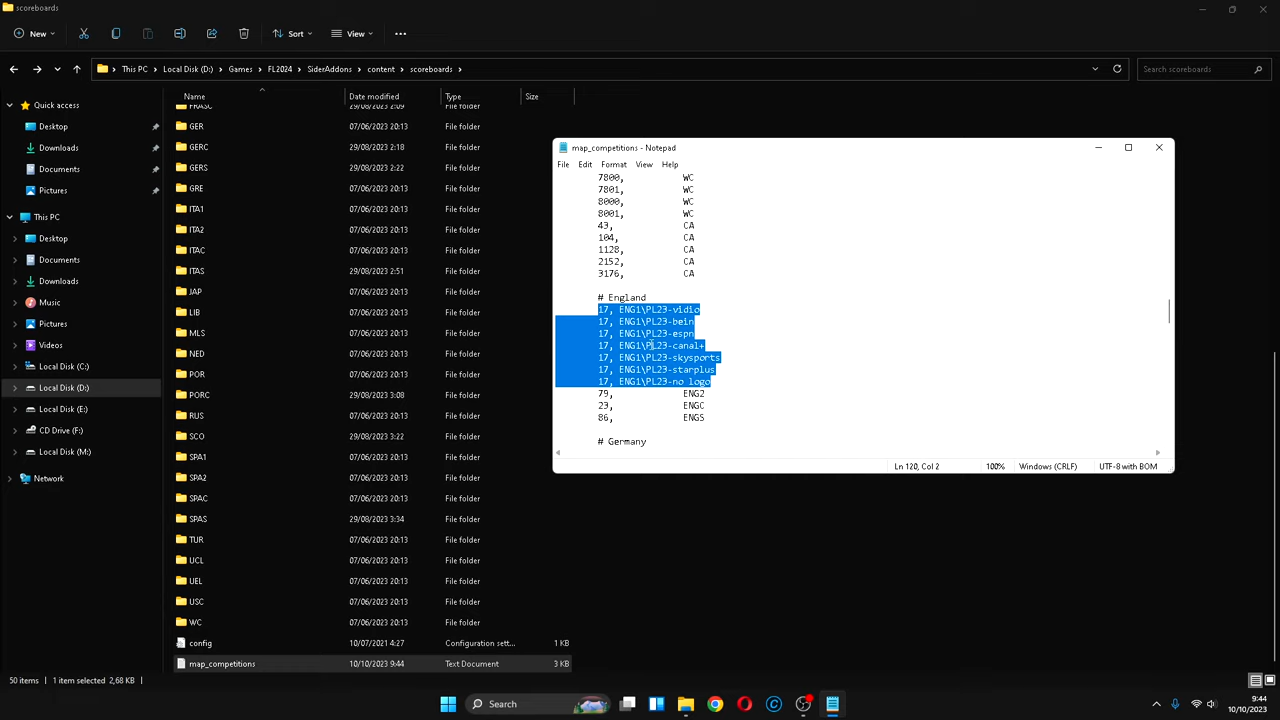 scoreboards
New
Sort
View
This PC
Local Disk (D:)
Games
FL2024
SiderAddons
content
scoreboards
Search scoreboards
Name
Date modified
Type
Size
Quick access
Desktop
Downloads
Documents
Pictures
This PC
Desktop
Documents
Downloads
Music
Pictures
Videos
Local Disk (C:)
Local Disk (D:)
Local Disk (E:)
CD Drive (F:)
Local Disk (M:)
Network
FRASC 29/08/2023 2:09 File folder
GER 07/06/2023 20:13 File folder
GERC 29/08/2023 2:18 File folder
GERS 07/06/2023 2:22 File folder
GRE 07/06/2023 20:13 File folder
ITA1 07/06/2023 20:13 File folder
ITA2 07/06/2023 20:13 File folder
ITAC 07/06/2023 20:13 File folder
ITAS 29/08/2023 2:51 File folder
JAP 07/06/2023 20:13 File folder
LIB 07/06/2023 20:13 File folder
MLS 07/06/2023 20:13 File folder
NED 07/06/2023 20:13 File folder
POR 07/06/2023 20:13 File folder
PORC 29/08/2023 3:08 File folder
RUS 07/06/2023 20:13 File folder
SCO 29/08/2023 3:22 File folder
SPA1 07/06/2023 20:13 File folder
SPA2 07/06/2023 20:13 File folder
SPAC 07/06/2023 20:13 File folder
SPAS 29/08/2023 3:34 File folder
TUR 07/06/2023 20:13 File folder
UCL 07/06/2023 20:13 File folder
UEL 07/06/2023 20:13 File folder
USC 07/06/2023 20:13 File folder
WC 07/06/2023 20:13 File folder
config 10/07/2021 4:27 Configuration sett... 1 KB
map_competitions 10/10/2023 9:44 Text Document 3 KB
map_competitions - Notepad
File Edit Format View Help
7800, WC
7801, WC
8000, WC
8001, WC
43, CA
104, CA
1128, CA
2152, CA
3176, CA
# England
17, ENG1\PL23-vidio
17, ENG1\PL23-bein
17, ENG1\PL23-espn
17, ENG1\PL23-canal+
17, ENG1\PL23-skysports
17, ENG1\PL23-starplus
17, ENG1\PL23-no logo
79, ENG2
23, ENGC
86, ENGS
# Germany
Ln 120, Col 2
100%
Windows (CRLF)
UTF-8 with BOM
50 items
1 item selected 2,68 KB
Search
9:44
10/10/2023